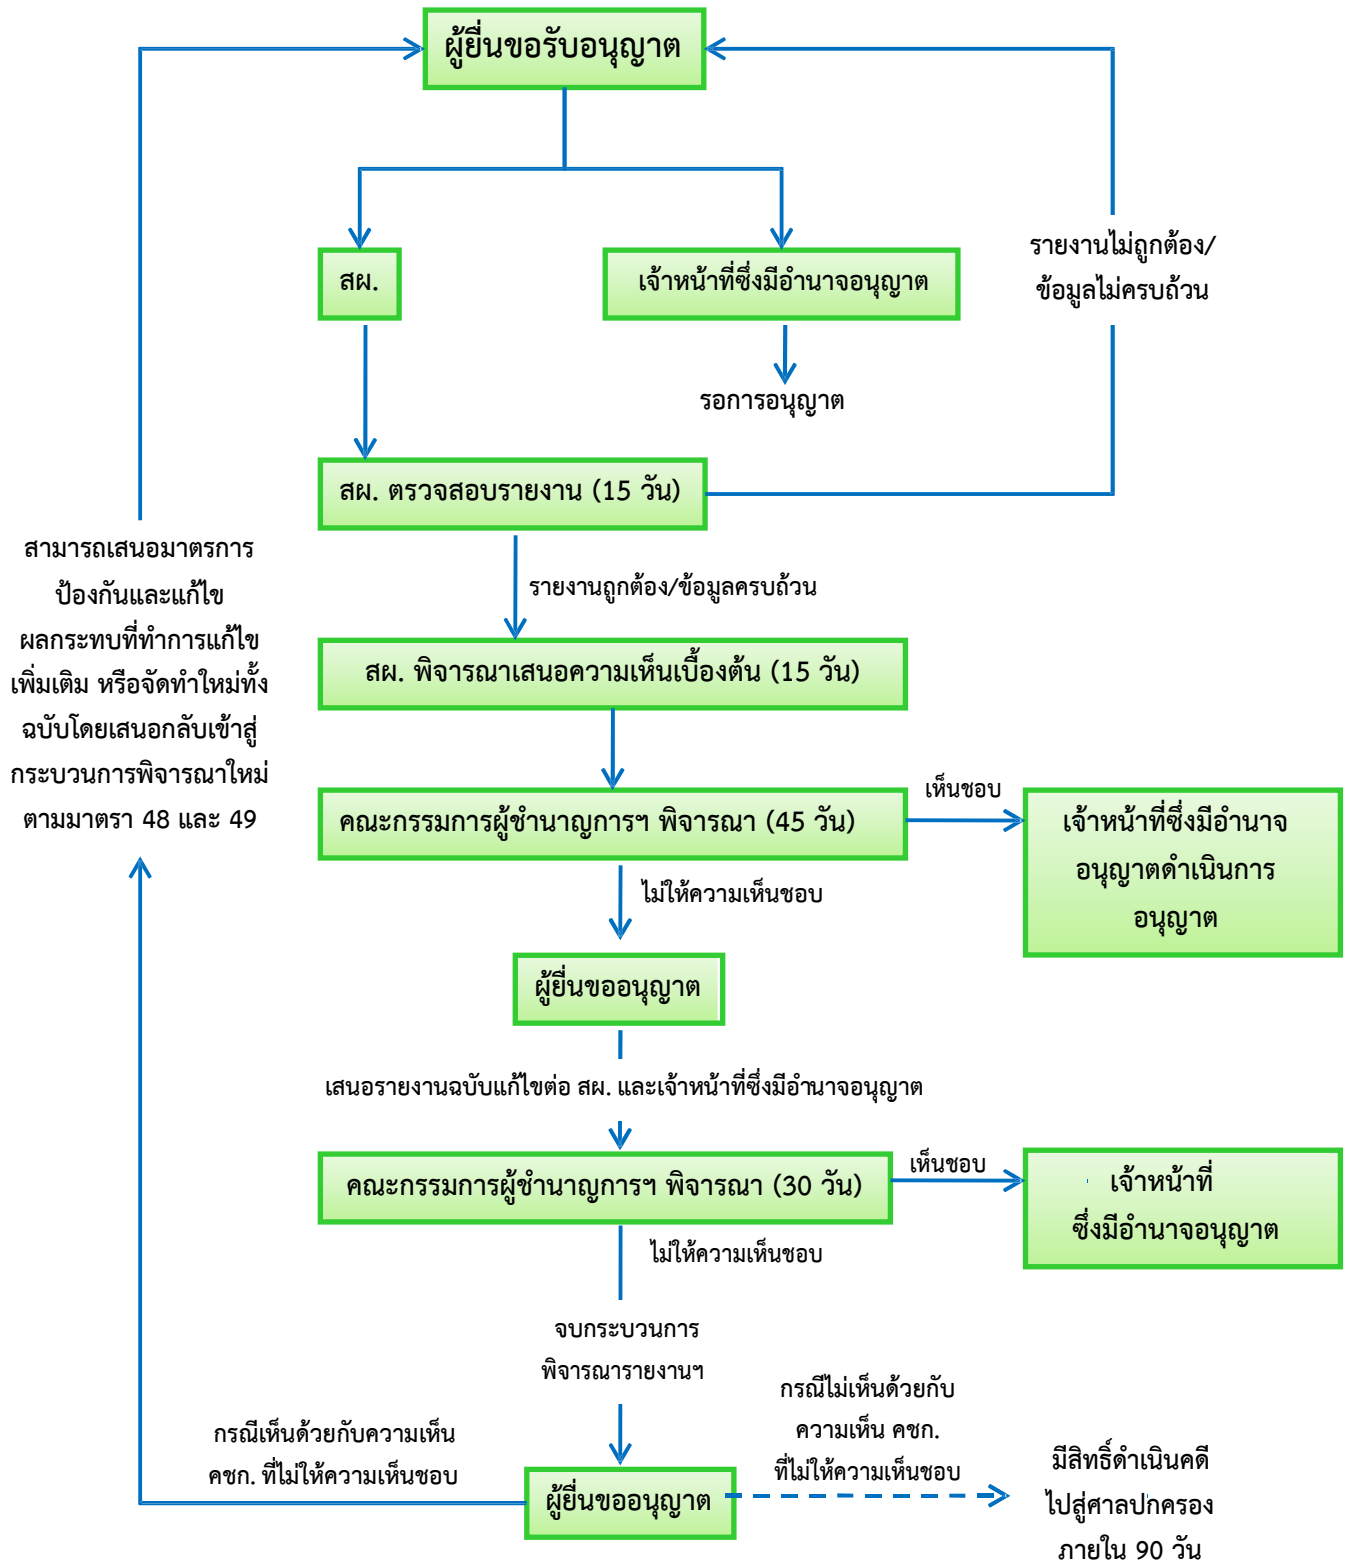 ผู้ยื่นขอรับอนุญาต
สผ.
เจ้าหน้าที่ซึ่งมีอำนาจอนุญาต
รายงานไม่ถูกต้อง/
ข้อมูลไม่ครบถ้วน
รอการอนุญาต
สผ. ตรวจสอบรายงาน (15 วัน)
รายงานถูกต้อง/ข้อมูลครบถ้วน
สามารถเสนอมาตรการ
ป้องกันและแก้ไข
ผลกระทบที่ทำการแก้ไข
เพิ่มเติม หรือจัดทำใหม่ทั้ง
ฉบับโดยเสนอกลับเข้าสู่
กระบวนการพิจารณาใหม่
ตามมาตรา 48 และ 49
สผ. พิจารณาเสนอความเห็นเบื้องต้น (15 วัน)
คณะกรรมการผู้ชำนาญการฯ พิจารณา (45 วัน)
เห็นชอบ
เจ้าหน้าที่ซึ่งมีอำนาจ
อนุญาตดำเนินการ
อนุญาต
ไม่ให้ความเห็นชอบ
ผู้ยื่นขออนุญาต
เสนอรายงานฉบับแก้ไขต่อ สผ. และเจ้าหน้าที่ซึ่งมีอำนาจอนุญาต
คณะกรรมการผู้ชำนาญการฯ พิจารณา (30 วัน)
เห็นชอบ
เจ้าหน้าที่
ซึ่งมีอำนาจอนุญาต
ไม่ให้ความเห็นชอบ
จบกระบวนการ
พิจารณารายงานฯ
กรณีเห็นด้วยกับความเห็น
คชก. ที่ไม่ให้ความเห็นชอบ
กรณีไม่เห็นด้วยกับ
ความเห็น คชก.
ที่ไม่ให้ความเห็นชอบ
ผู้ยื่นขออนุญาต
มีสิทธิ์ดำเนินคดี
ไปสู่ศาลปกครอง
ภายใน 90 วัน